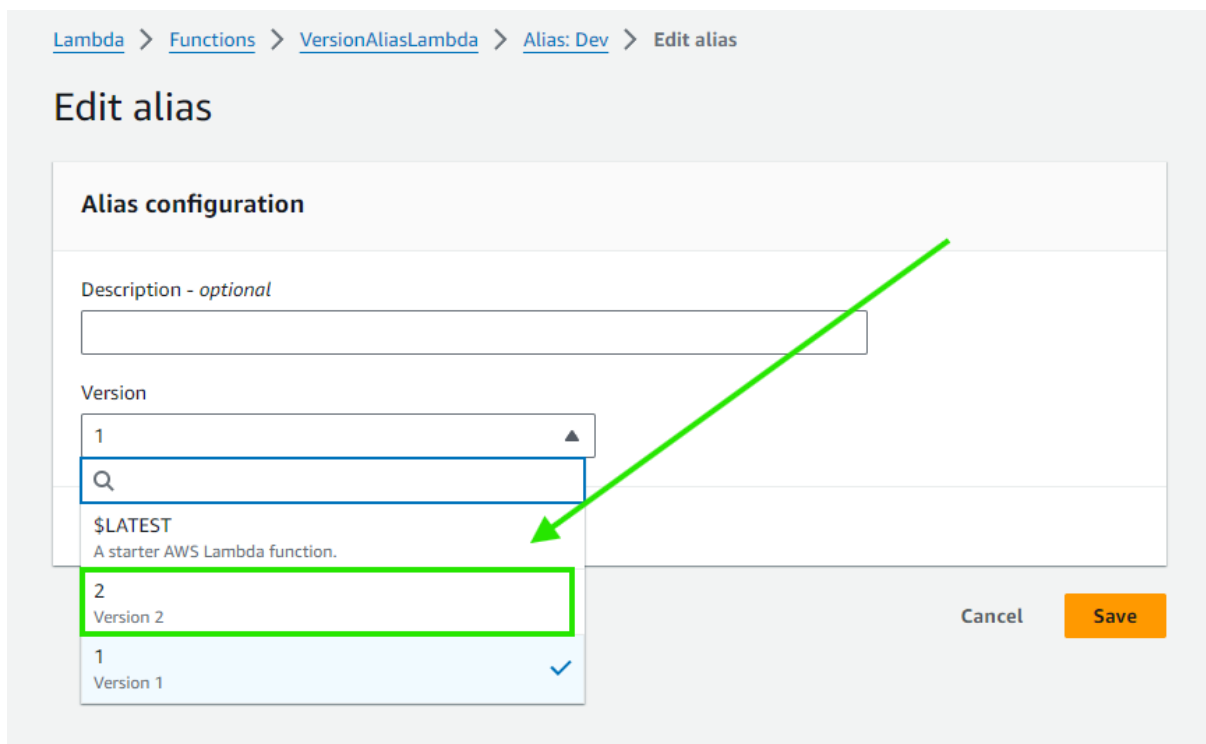 Lambda > Functions > VersionAliasLambda > Alias: Dev > Edit alias
Edit alias
Alias configuration
Description - optional
Version
1
$LATEST
A starter AWS Lambda function.
2
Version 2
Cancel Save
1
Version 1